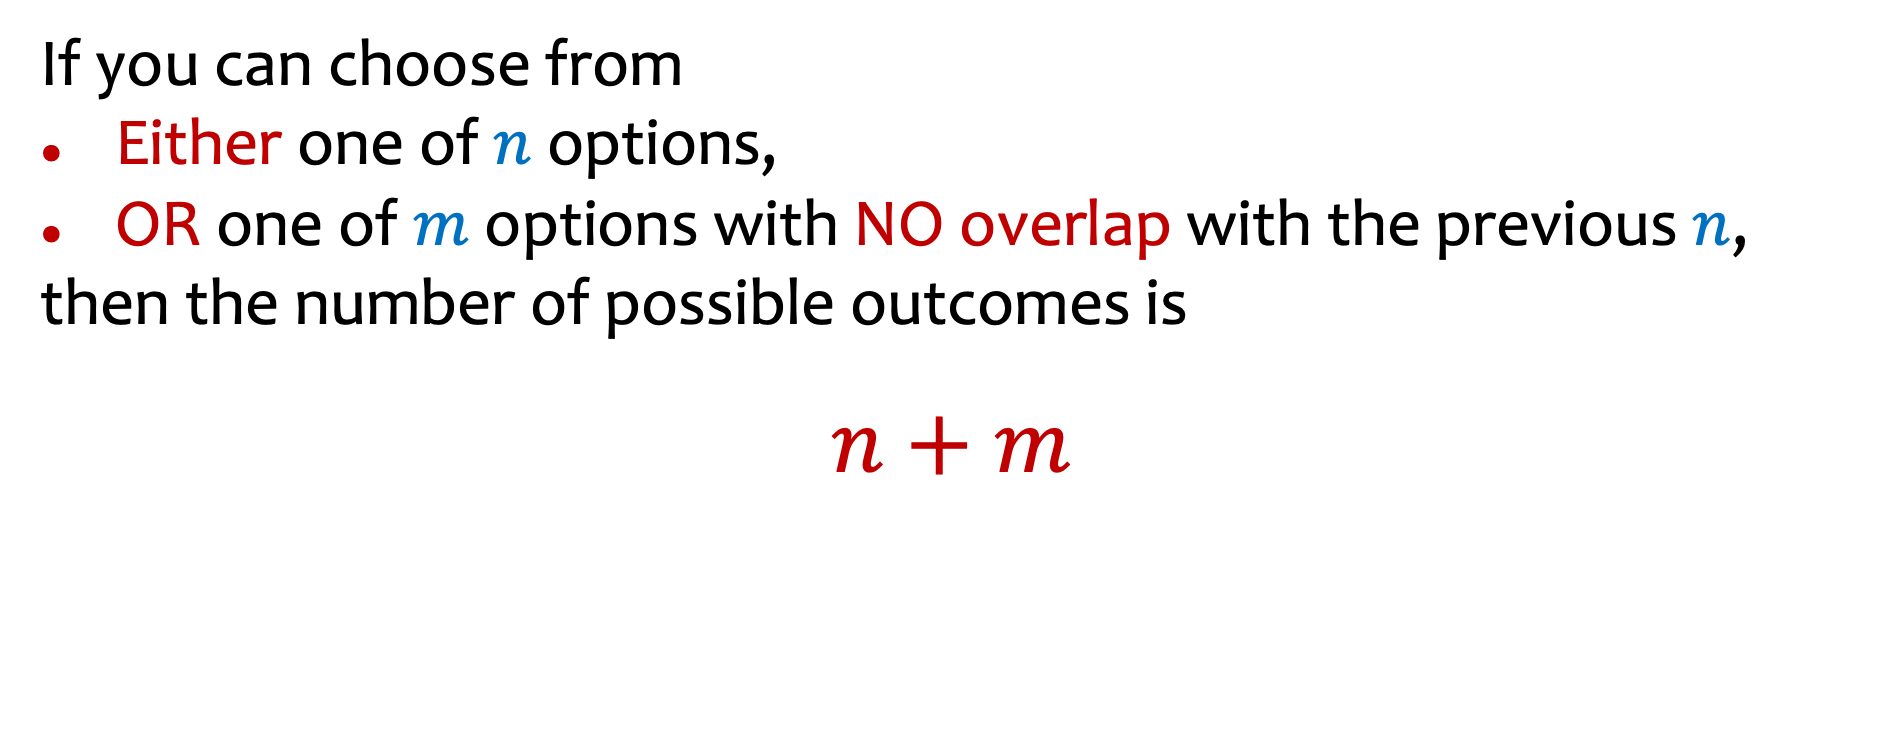 If you can choose from
• Either one of n options,
• OR one of m options with NO overlap with the previous n,
then the number of possible outcomes is
n + m